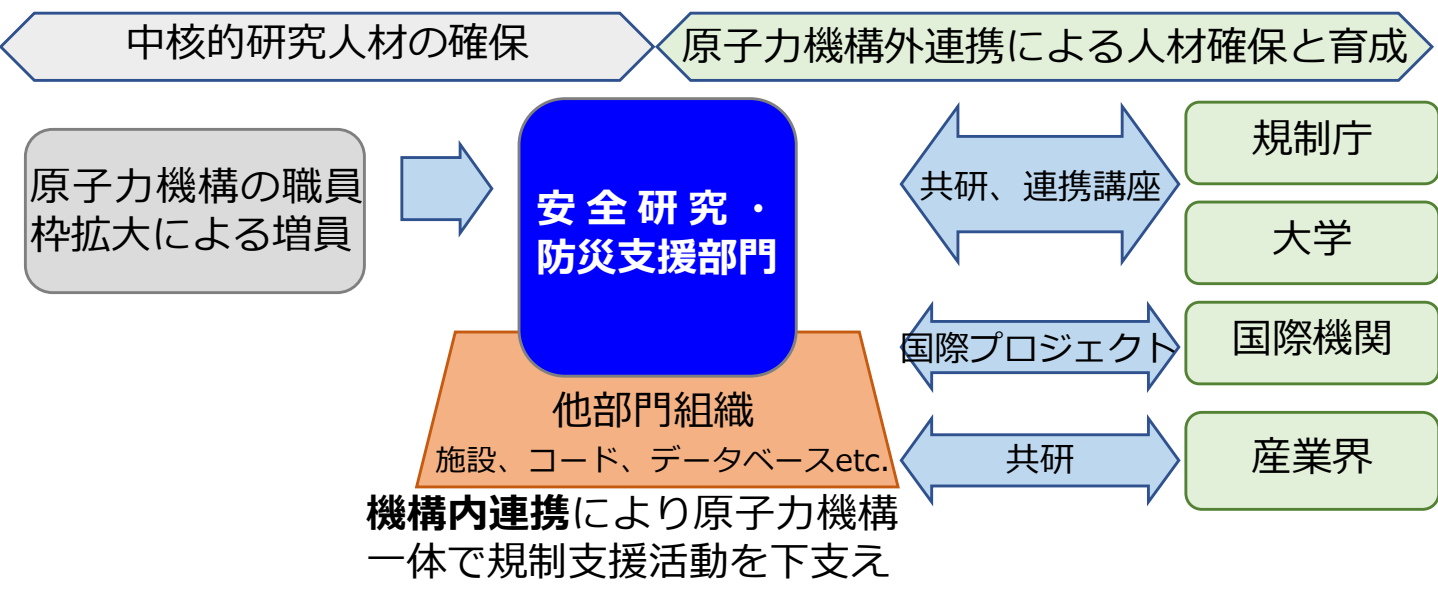 中核的研究人材の確保
原子力機構外連携による人材確保と育成
原子力機構の職員
枠拡大による増員
安全研究・
防災支援部門
他部門組織
施設、コード、データベースetc.
機構内連携により原子力機構
一体で規制支援活動を下支え
共研、連携講座
規制庁
大学
国際プロジェクト
国際機関
共研
産業界